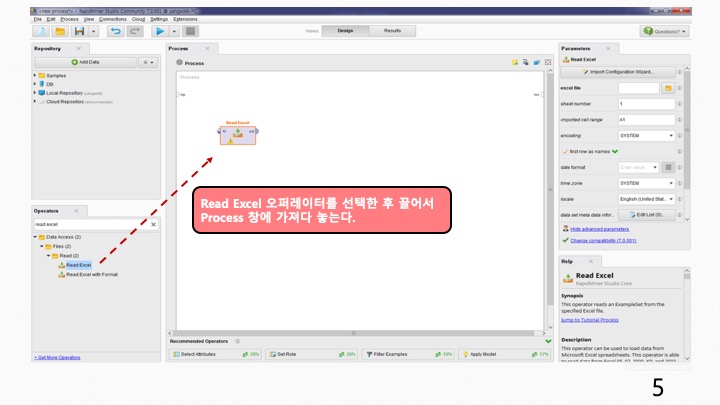 <new process*> – RapidMiner Studio Community 7.0.001 @ yangsuok-PC
File Edit Process View Connections Cloud Settings Extensions
Views: Design Results Questions?
Repository
Add Data
Samples
DB
Local Repository (yangsuok)
Cloud Repository (disconnected)
Operators
read excel
Data Access (2)
Files (2)
Read (2)
Read Excel
Read Excel with Format
Get More Operators
Process
Process
Process
inp
res
Read Excel
fil
out
Read Excel 오퍼레이터를 선택한 후 끌어서
Process 창에 가져다 놓는다.
Recommended Operators
Select Attributes 28%
Set Role 26%
Filter Examples 19%
Apply Model 17%
Parameters
Read Excel
Import Configuration Wizard...
excel file
sheet number 1
imported cell range A1
encoding SYSTEM
first row as names
date format Enter value...
time zone SYSTEM
locale English (United Stat...
data set meta data infor... Edit List (0)...
Hide advanced parameters
Change compatibility (7.0.001)
Help
Read Excel
RapidMiner Studio Core
Synopsis
This operator reads an ExampleSet from the
specified Excel file.
Jump to Tutorial Process
Description
This operator can be used to load data from
Microsoft Excel spreadsheets. This operator is able
5